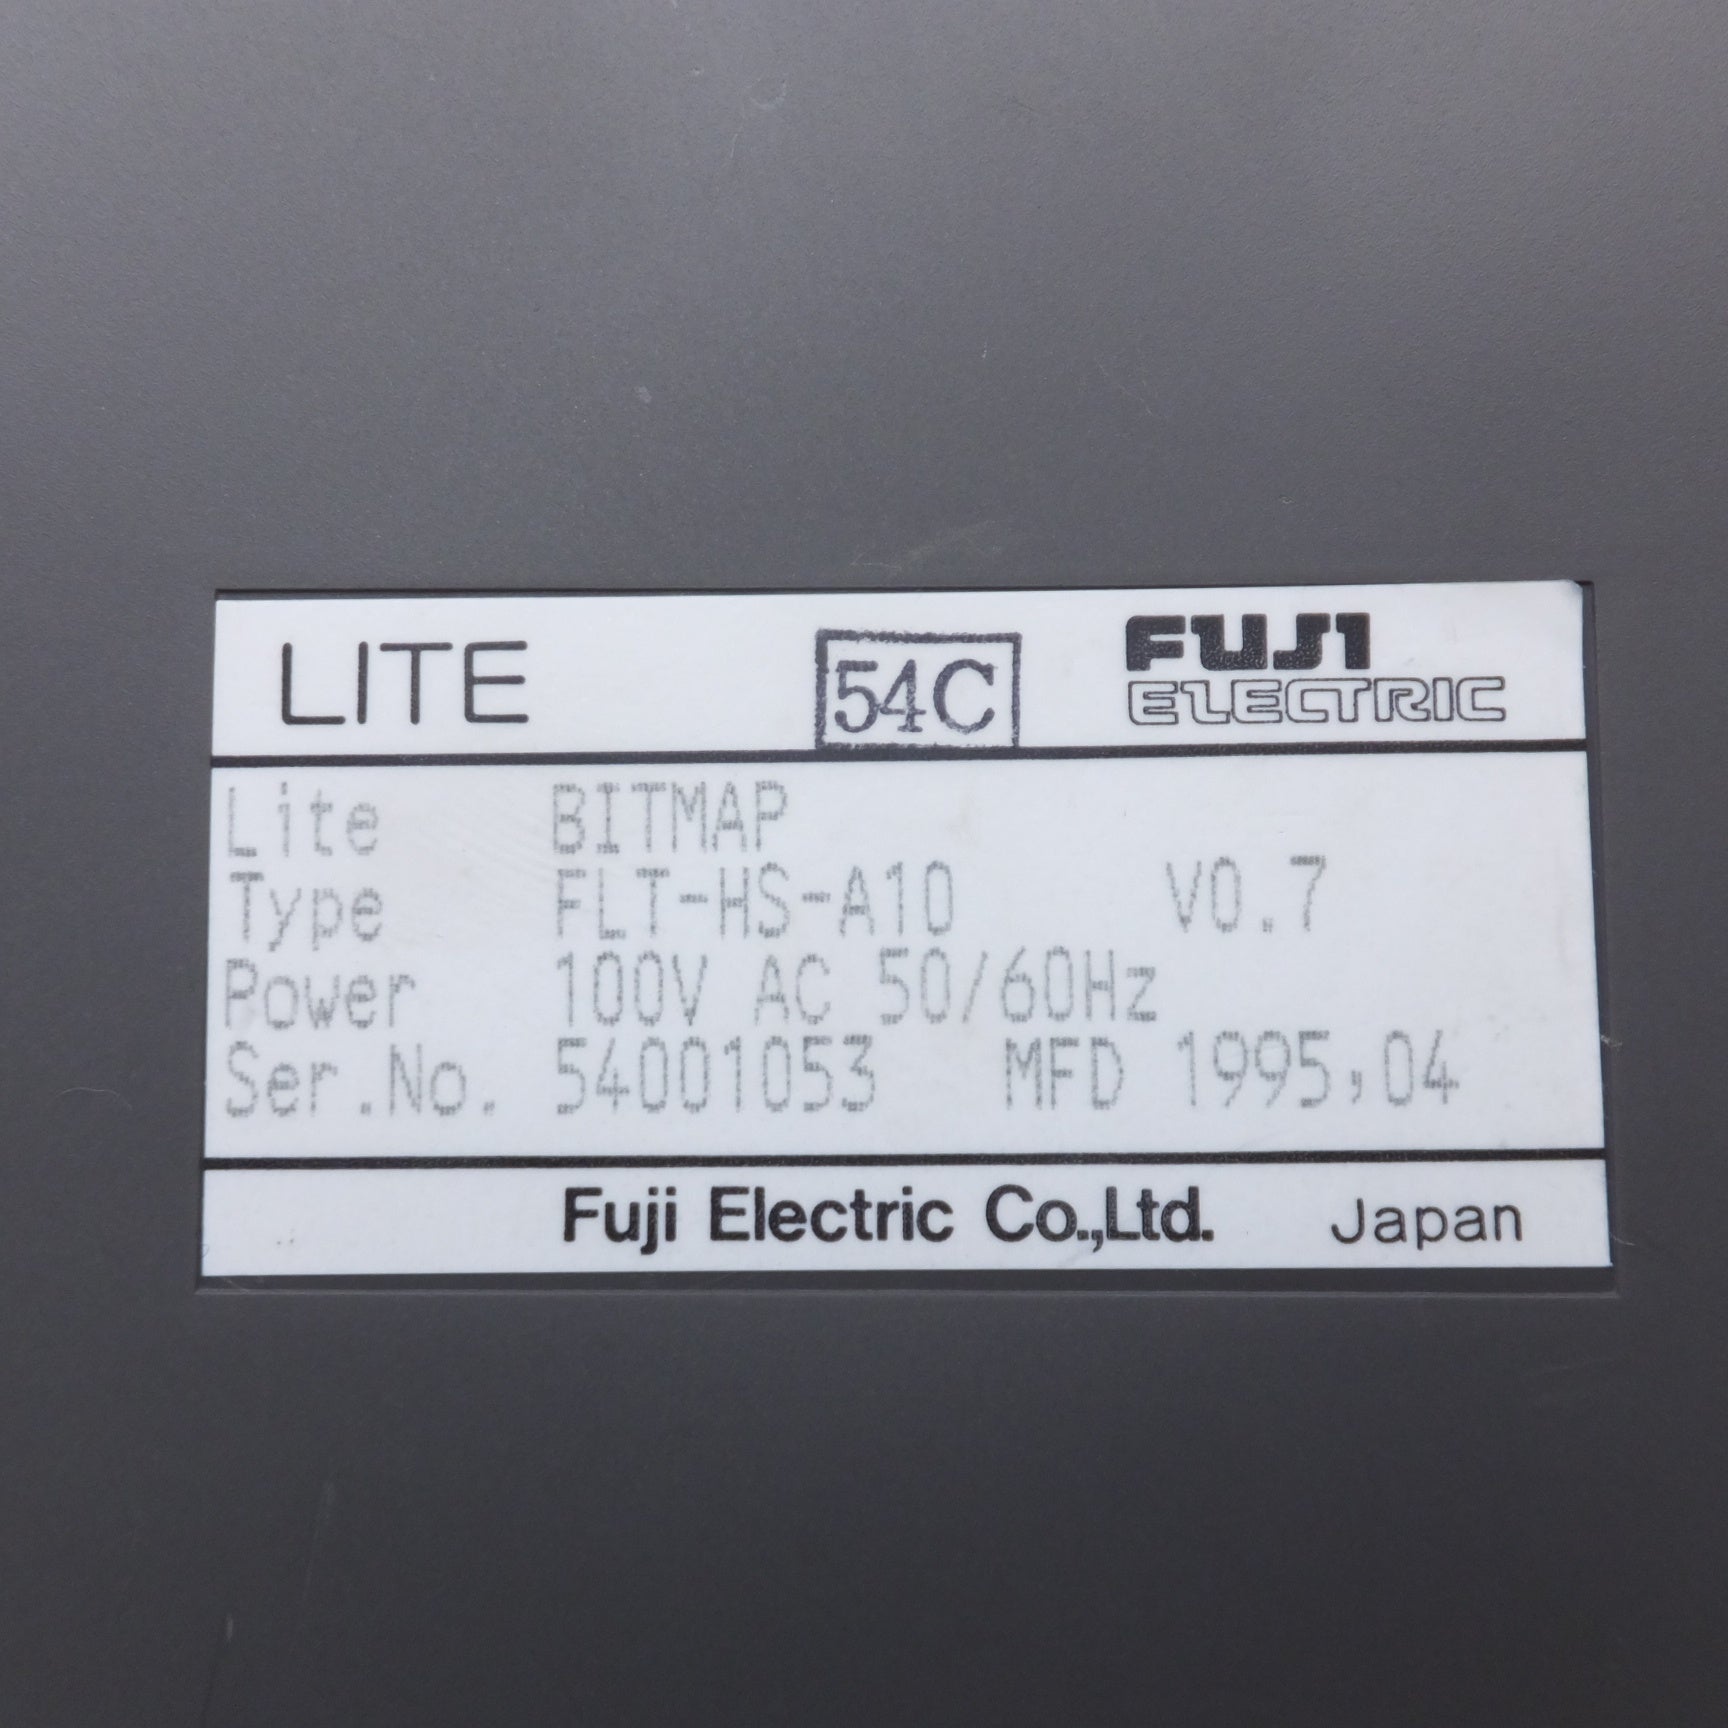 LITE 54C FUJI
ELECTRIC
Lite BITMAP
Type FLT-HS-A10 V0.7
Power 100V AC 50/60Hz
Ser.No. 54001053 MFD 1995,04
Fuji Electric Co.,Ltd. Japan